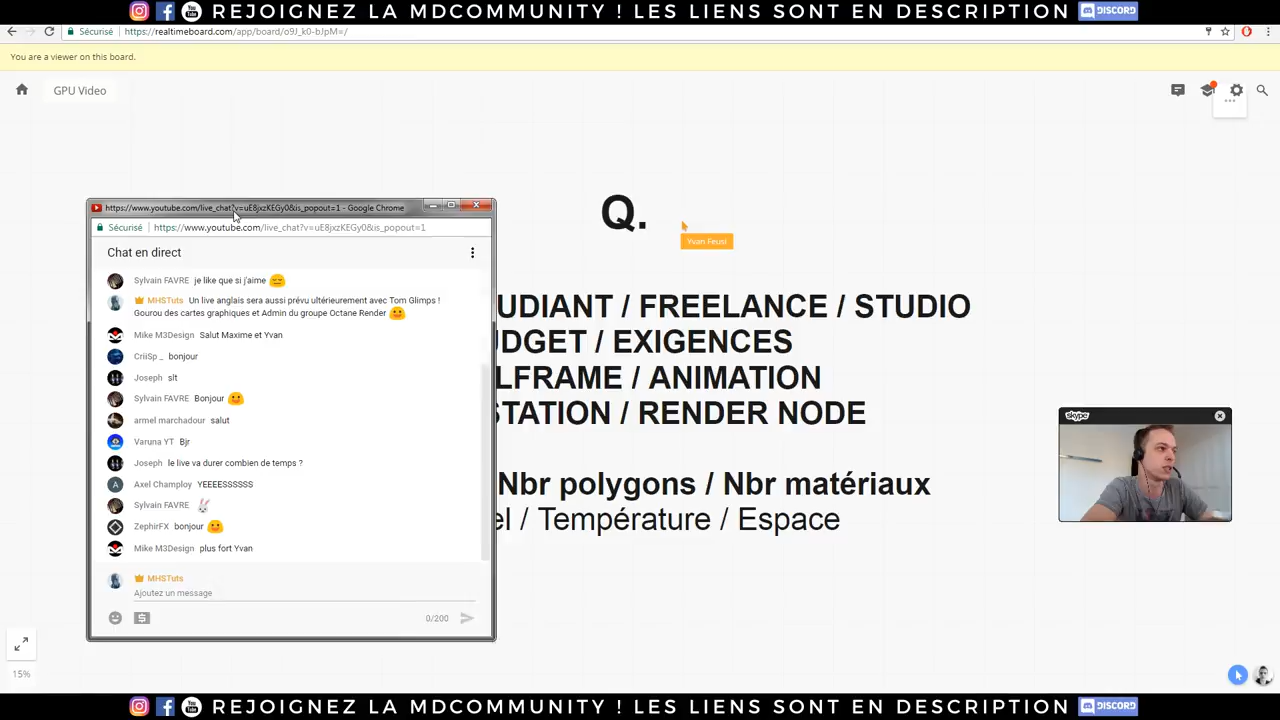 REJOIGNEZ LA MDCOMMUNITY ! LES LIENS SONT EN DESCRIPTION DISCORD
Sécurisé https://realtimeboard.com/app/board/o9J_k0-bJpM=/
You are a viewer on this board.
GPU Video
https://www.youtube.com/live_chat?v=uE8jxzKEGy0&is_popout=1 - Google Chrome
Sécurisé https://www.youtube.com/live_chat?v=uE8jxzKEGy0&is_popout=1
Chat en direct
Sylvain FAVRE je like que si j'aime
MHSTuts Un live anglais sera aussi prévu ultérieurement avec Tom Glimps !
Gourou des cartes graphiques et Admin du groupe Octane Render
Mike M3Design Salut Maxime et Yvan
CriiSp _ bonjour
Joseph slt
Sylvain FAVRE Bonjour
armel marchadour salut
Varuna YT Bjr
Joseph le live va durer combien de temps ?
A Axel Champloy YEEEESSSSSS
Sylvain FAVRE
ZephirFX bonjour
Mike M3Design plus fort Yvan
MHSTuts
Ajoutez un message
0/200
Q.
Yvan Feusi
UDIANT / FREELANCE / STUDIO
DGET / EXIGENCES
LFRAME / ANIMATION
STATION / RENDER NODE
Nbr polygons / Nbr matériaux
el / Température / Espace
skype
15%
REJOIGNEZ LA MDCOMMUNITY ! LES LIENS SONT EN DESCRIPTION DISCORD